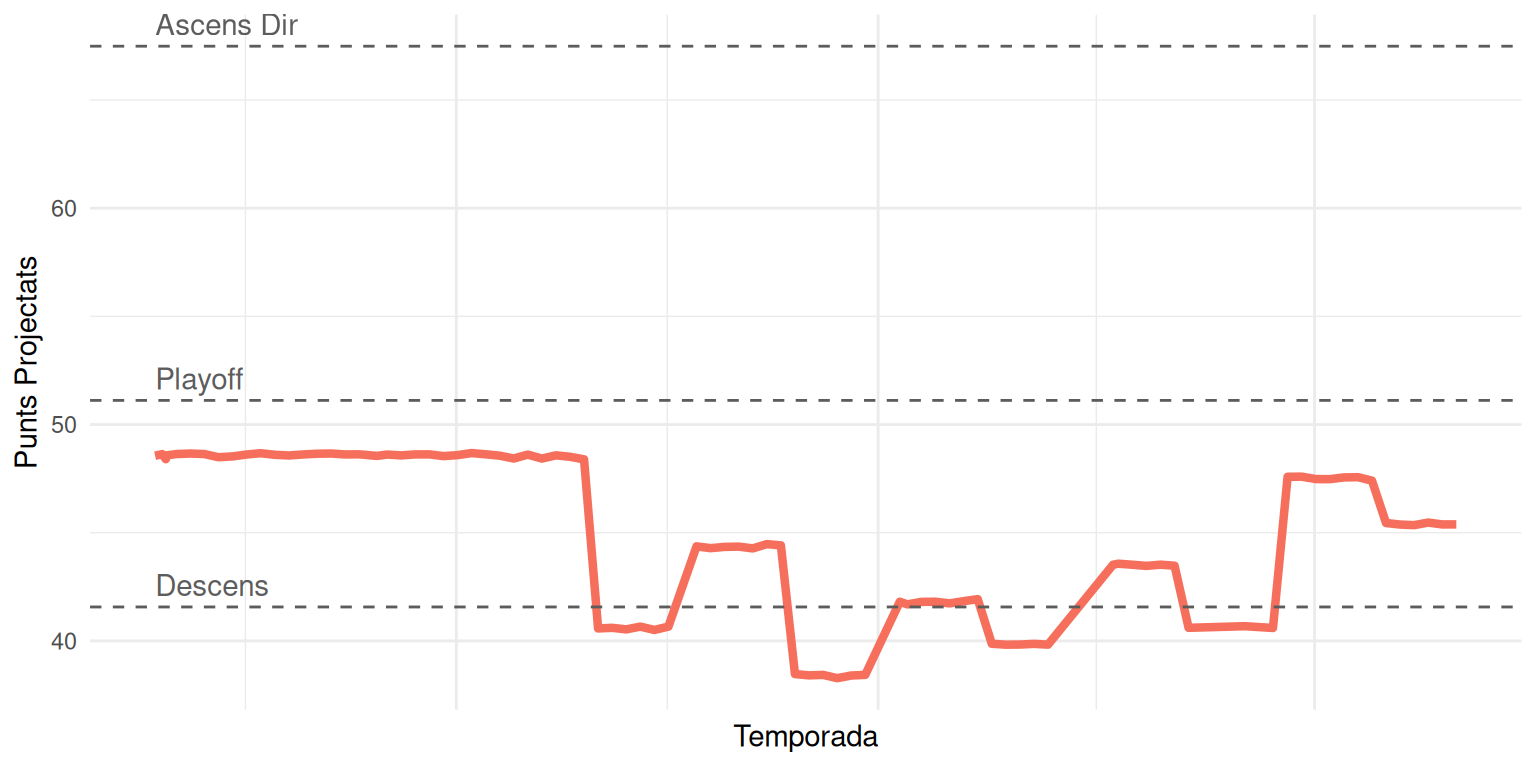 Ascens Dir
60
Playoff
50
Descens
40
Punts Projectats
Temporada